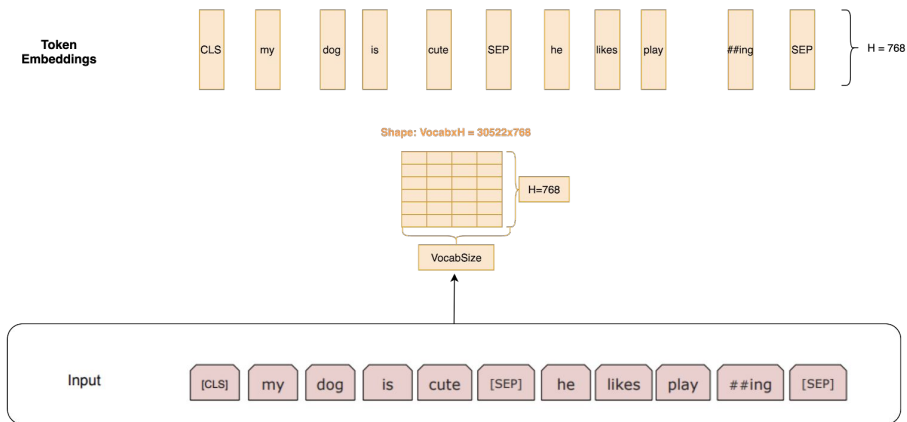 Token
Embeddings
CLS my dog is cute SEP he likes play ##ing SEP
H = 768
Shape: VocabxH = 30522x768
H=768
VocabSize
Input
[CLS] my dog is cute [SEP] he likes play ##ing [SEP]